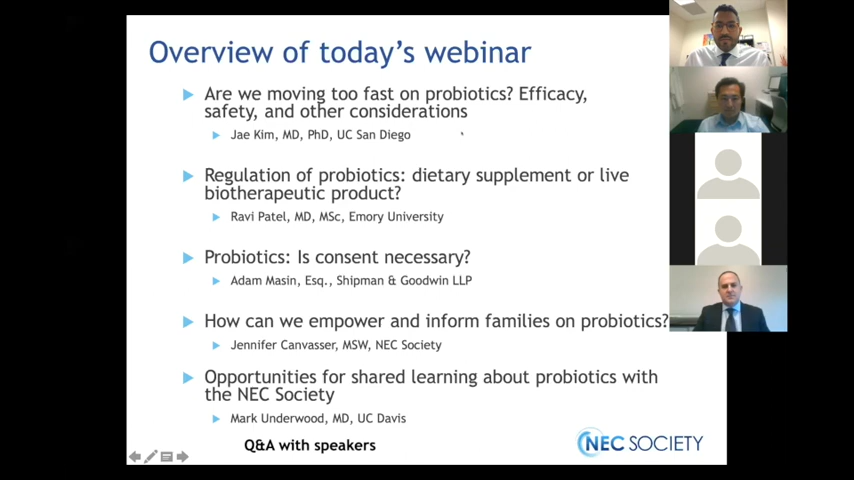 Overview of today's webinar
Are we moving too fast on probiotics? Efficacy,
safety, and other considerations
Jae Kim, MD, PhD, UC San Diego
Regulation of probiotics: dietary supplement or live
biotherapeutic product?
Ravi Patel, MD, MSc, Emory University
Probiotics: Is consent necessary?
Adam Masin, Esq., Shipman & Goodwin LLP
How can we empower and inform families on probiotics?
Jennifer Canvasser, MSW, NEC Society
Opportunities for shared learning about probiotics with
the NEC Society
Mark Underwood, MD, UC Davis
Q&A with speakers
NEC SOCIETY